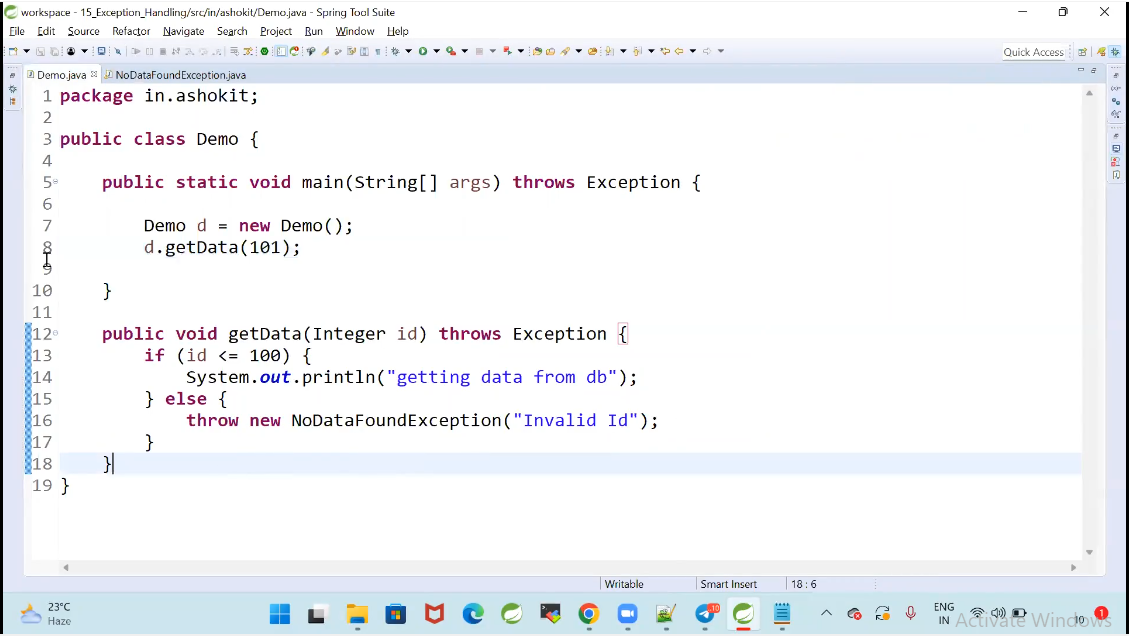 workspace - 15_Exception_Handling/src/in/ashokit/Demo.java - Spring Tool Suite
File Edit Source Refactor Navigate Search Project Run Window Help
Quick Access
Demo.java NoDataFoundException.java
1 package in.ashokit;
2
3 public class Demo {
4
5 public static void main(String[] args) throws Exception {
6
7 Demo d = new Demo();
8 d.getData(101);
9
10 }
11
12 public void getData(Integer id) throws Exception {
13 if (id <= 100) {
14 System.out.println("getting data from db");
15 } else {
16 throw new NoDataFoundException("Invalid Id");
17 }
18 }
19 }
Writable Smart Insert 18 : 6
23°C
Haze
10
ENG
IN
10
1
Activate Windows